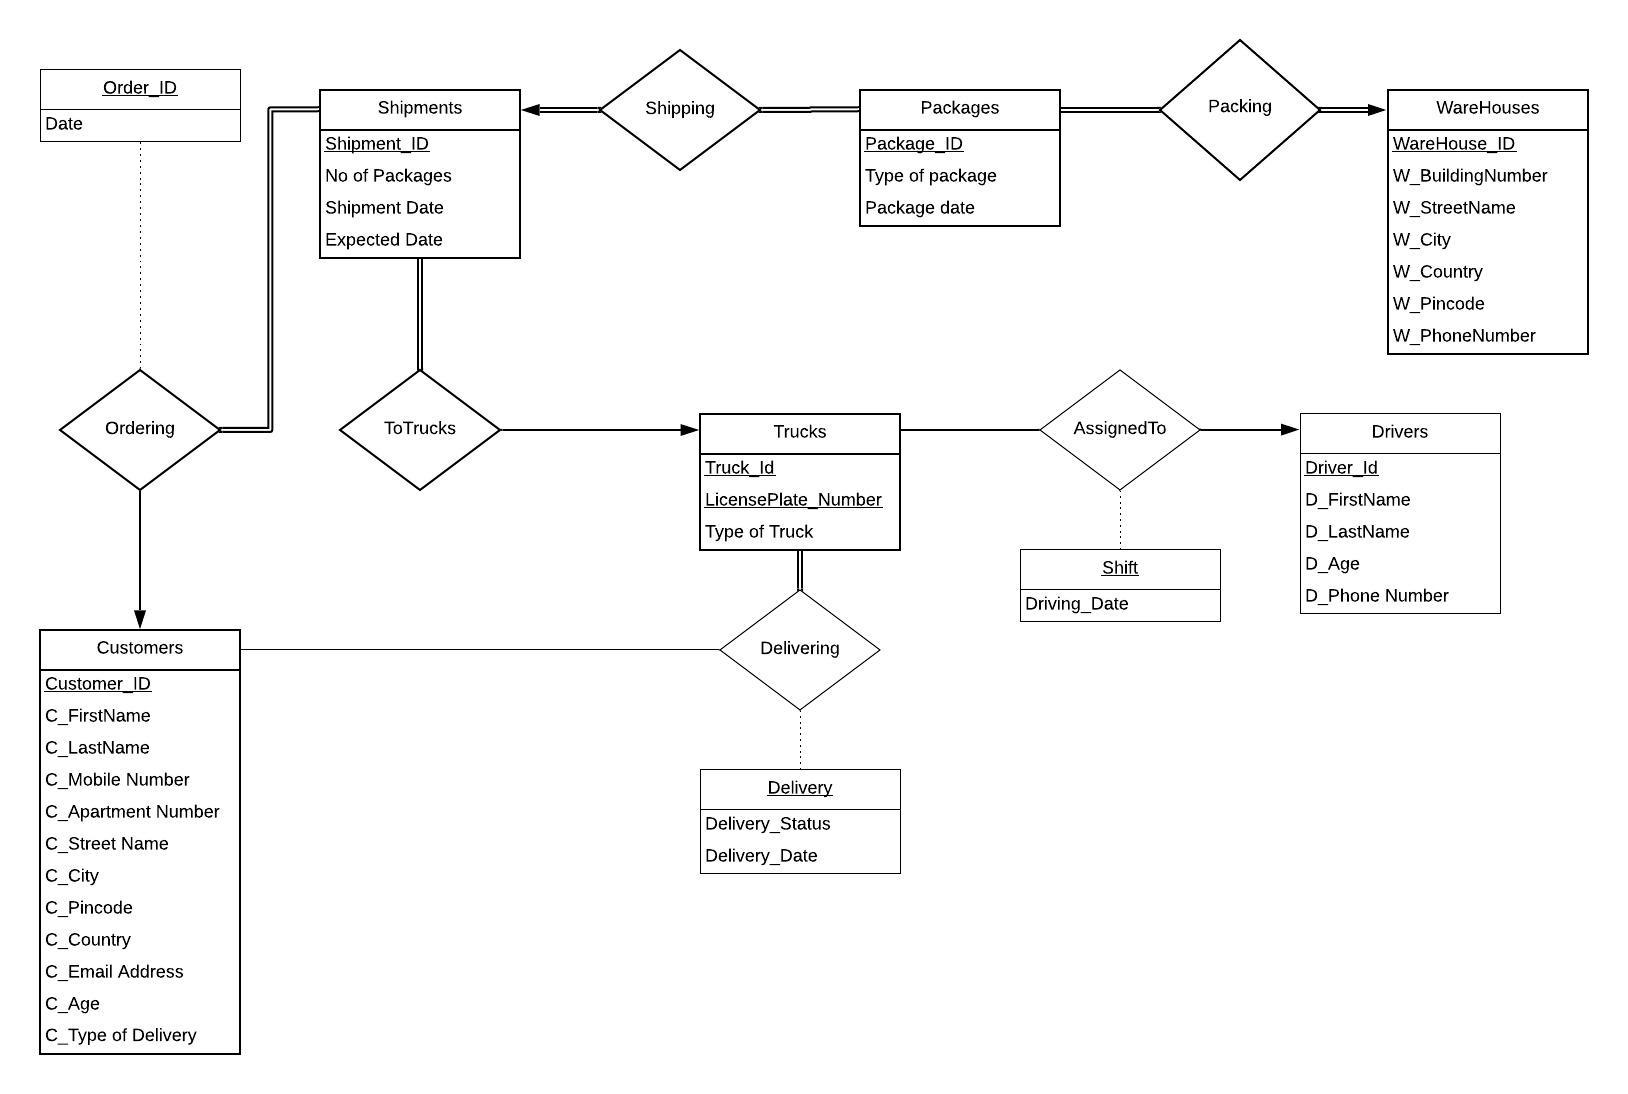 Order_ID
Date
Shipments
Shipment_ID
No of Packages
Shipment Date
Expected Date
Shipping
Packages
Package_ID
Type of package
Package date
Packing
WareHouses
WareHouse_ID
W_BuildingNumber
W_StreetName
W_City
W_Country
W_Pincode
W_PhoneNumber
Ordering
ToTrucks
Trucks
Truck_Id
LicensePlate_Number
Type of Truck
AssignedTo
Shift
Driving_Date
Drivers
Driver_Id
D_FirstName
D_LastName
D_Age
D_Phone Number
Customers
Customer_ID
C_FirstName
C_LastName
C_Mobile Number
C_Apartment Number
C_Street Name
C_City
C_Pincode
C_Country
C_Email Address
C_Age
C_Type of Delivery
Delivering
Delivery
Delivery_Status
Delivery_Date